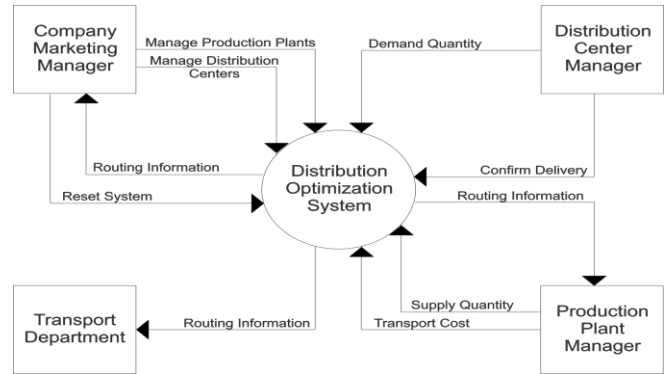 Company
Marketing
Manager
Manage Production Plants
Manage Distribution
Centers
Demand Quantity
Distribution
Center
Manager
Routing Information
Reset System
Distribution
Optimization
System
Confirm Delivery
Routing Information
Transport
Department
Routing Information
Supply Quantity
Transport Cost
Production
Plant
Manager